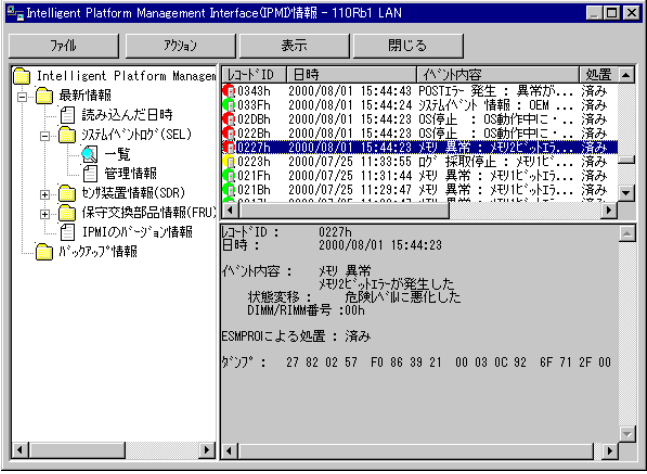 Intelligent Platform Management Interface(IPMI)情報 - 110Rb1 LAN
ファイル アクション 表示 閉じる
Intelligent Platform Managem
最新情報
読み込んだ日時
システムイベントログ(SEL)
一覧
管理情報
センサ装置情報(SDR)
保守交換部品情報(FRU)
IPMIのバージョン情報
バックアップ情報
レコードID 日時 イベント内容 処置
0343h 2000/08/01 15:44:43 POSTエラー 発生 : 異常が... 済み
033Fh 2000/08/01 15:44:24 システムイベント 情報 : OEM ... 済み
02DBh 2000/08/01 15:44:23 OS停止 : OS動作中に・.. 済み
022Bh 2000/08/01 15:44:23 OS停止 : OS動作中に・.. 済み
0227h 2000/08/01 15:44:23 メモリ 異常 : メモリ2ビットエラ... 済み
0223h 2000/07/25 11:33:55 ログ 採取停止 : メモリ1ビ... 済み
021Fh 2000/07/25 11:31:44 メモリ 異常 : メモリ1ビットエラ... 済み
021Bh 2000/07/25 11:29:47 メモリ 異常 : メモリ1ビットエラ... 済み
レコードID : 0227h
日時 : 2000/08/01 15:44:23
イベント内容 : メモリ 異常
メモリ2ビットエラーが発生した
状態変移 : 危険レベルに悪化した
DIMM/RIMM番号 :00h
ESMPROによる処置 : 済み
ダンプ : 27 82 02 57 F0 86 39 21 00 03 0C 92 6F 71 2F 00